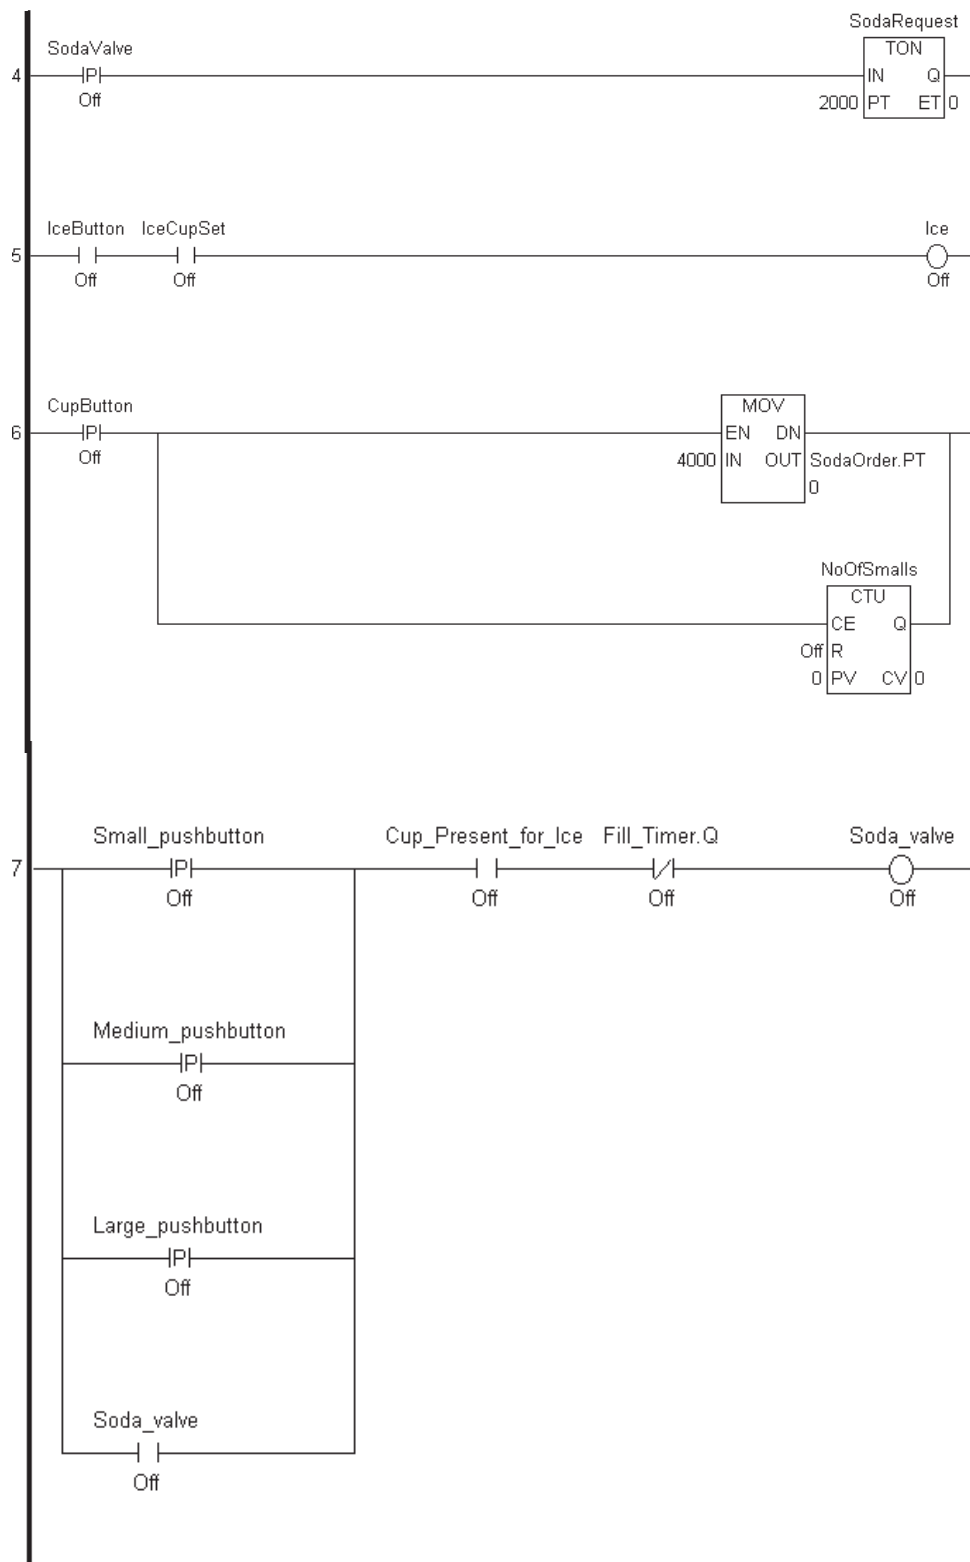 SodaRequest
SodaValve
TON
4
P
IN Q
Off
2000 PT ET 0
IceButton IceCupSet
Ice
5
Off Off
Off
CupButton
MOV
6
P
EN DN
Off
4000 IN OUT SodaOrder.PT
0
NoOfSmalls
CTU
CE Q
Off R
0 PV CV 0
Small_pushbutton Cup_Present_for_Ice Fill_Timer.Q Soda_valve
7
P
Off Off Off Off
Medium_pushbutton
P
Off
Large_pushbutton
P
Off
Soda_valve
Off